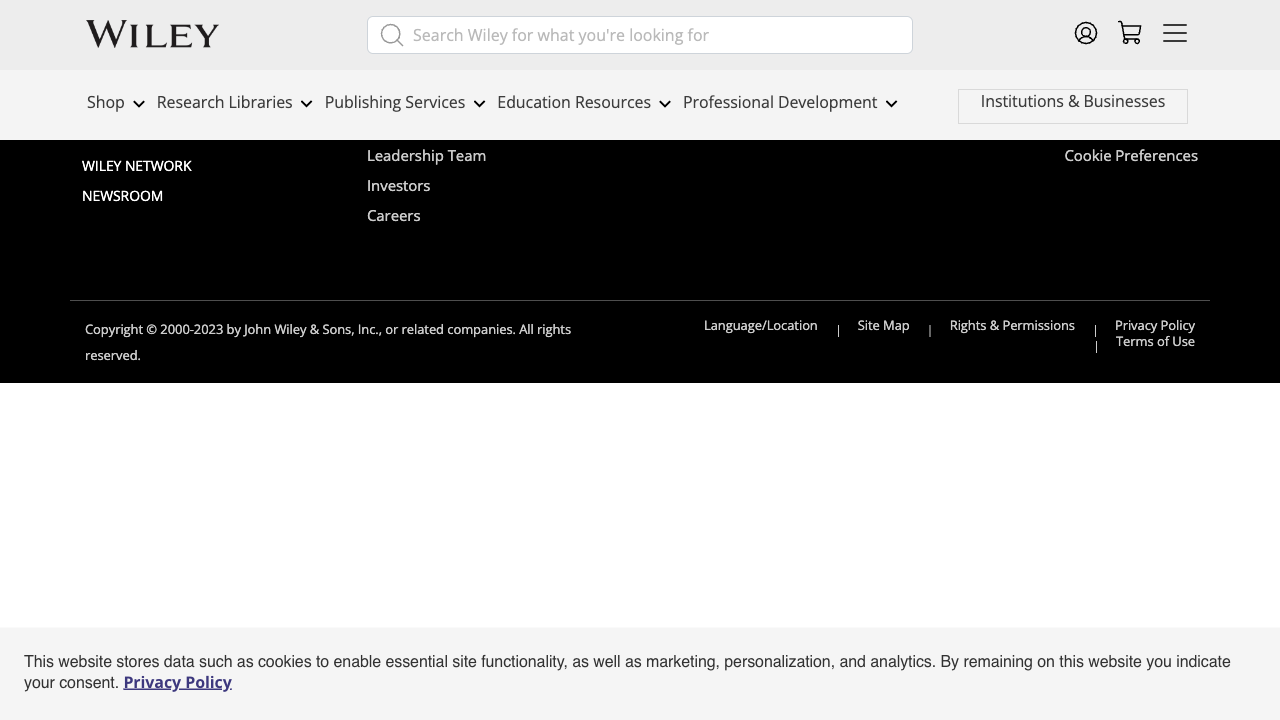 WILEY
Search Wiley for what you're looking for
Shop Research Libraries Publishing Services Education Resources Professional Development Institutions & Businesses
WILEY NETWORK
NEWSROOM
Leadership Team
Investors
Careers
Cookie Preferences
Copyright © 2000-2023 by John Wiley & Sons, Inc., or related companies. All rights
reserved.
Language/Location | Site Map | Rights & Permissions | Privacy Policy
| Terms of Use
This website stores data such as cookies to enable essential site functionality, as well as marketing, personalization, and analytics. By remaining on this website you indicate
your consent. Privacy Policy